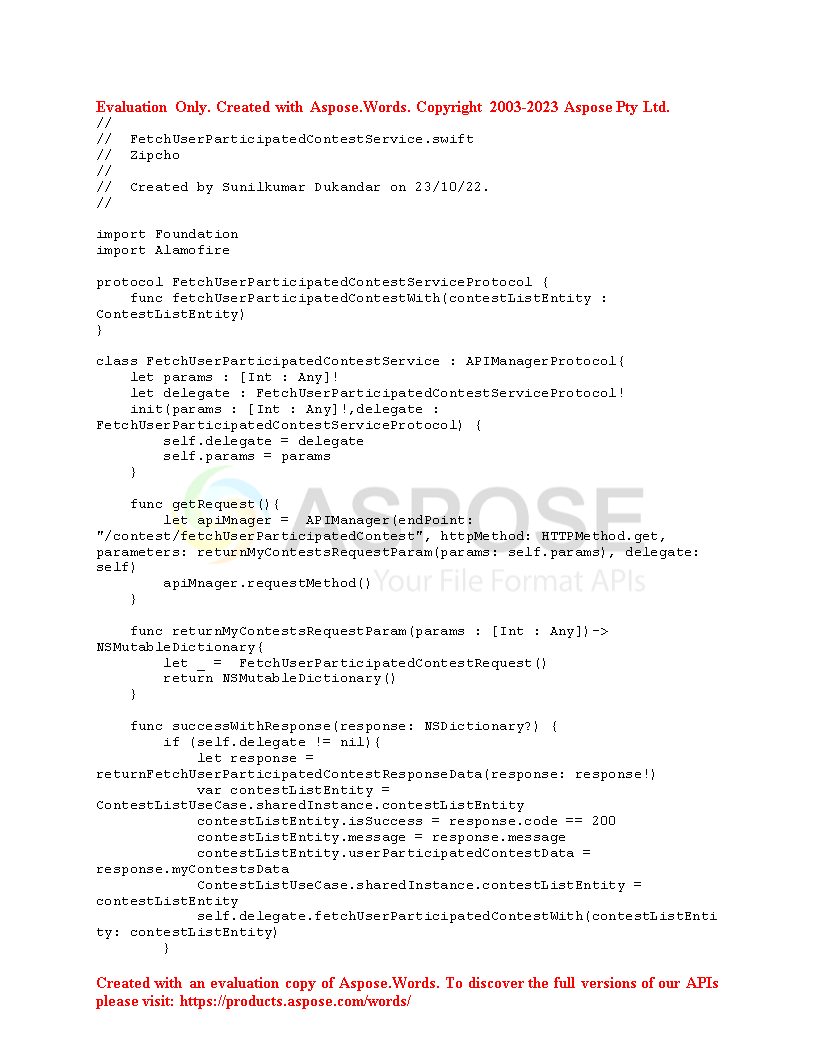 Evaluation Only. Created with Aspose.Words. Copyright 2003-2023 Aspose Pty Ltd.
//
//  FetchUserParticipatedContestService.swift
//  Zipcho
//
//  Created by Sunilkumar Dukandar on 23/10/22.
//
import Foundation
import Alamofire
protocol FetchUserParticipatedContestServiceProtocol {
    func fetchUserParticipatedContestWith(contestListEntity :
ContestListEntity)
}
class FetchUserParticipatedContestService : APIManagerProtocol{
    let params : [Int : Any]!
    let delegate : FetchUserParticipatedContestServiceProtocol!
    init(params : [Int : Any]!,delegate :
FetchUserParticipatedContestServiceProtocol) {
        self.delegate = delegate
        self.params = params
    }
    func getRequest(){
        let apiMnager =  APIManager(endPoint:
"/contest/fetchUserParticipatedContest", httpMethod: HTTPMethod.get,
parameters: returnMyContestsRequestParam(params: self.params), delegate:
self)
        apiMnager.requestMethod()
    }
    func returnMyContestsRequestParam(params : [Int : Any])->
NSMutableDictionary{
        let _ =  FetchUserParticipatedContestRequest()
        return NSMutableDictionary()
    }
    func successWithResponse(response: NSDictionary?) {
        if (self.delegate != nil){
            let response =
returnFetchUserParticipatedContestResponseData(response: response!)
            var contestListEntity =
ContestListUseCase.sharedInstance.contestListEntity
            contestListEntity.isSuccess = response.code == 200
            contestListEntity.message = response.message
            contestListEntity.userParticipatedContestData =
response.myContestsData
            ContestListUseCase.sharedInstance.contestListEntity =
contestListEntity
            self.delegate.fetchUserParticipatedContestWith(contestListEnti
ty: contestListEntity)
        }
ASPOSE
Your File Format APIs
Created with an evaluation copy of Aspose.Words. To discover the full versions of our APIs
please visit: https://products.aspose.com/words/